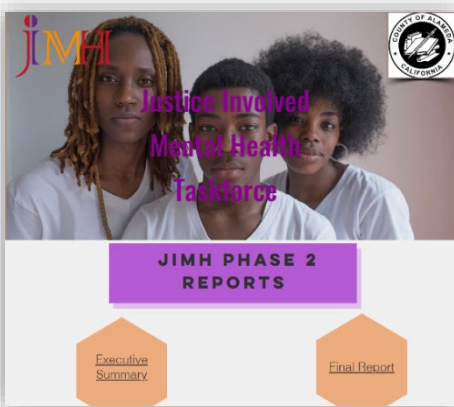 JIMH
COUNTY OF ALAMEDA
CALIFORNIA
Justice Involved
Mental Health
Taskforce
JIMH PHASE 2
REPORTS
Executive
Summary
Final Report